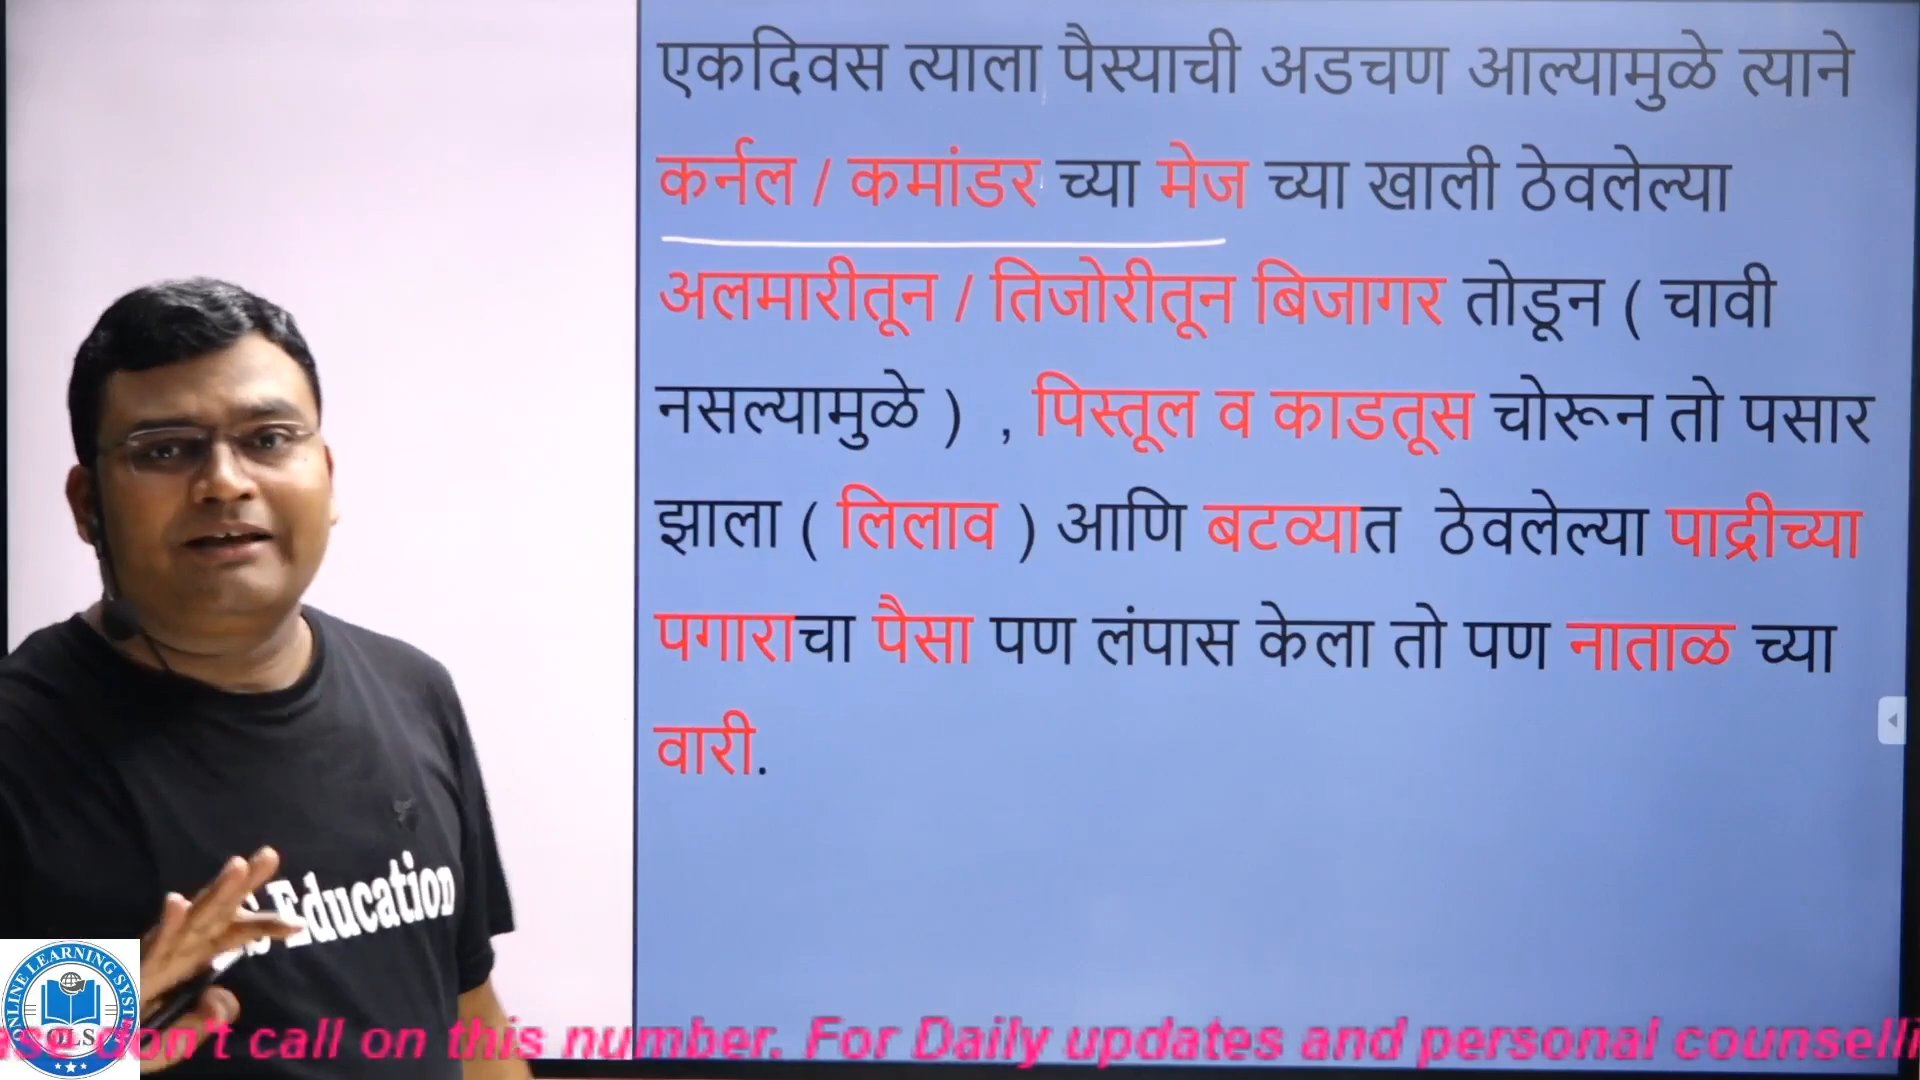 एकदिवस त्याला पैस्याची अडचण आल्यामुळे त्याने
कर्नल / कमांडर च्या मेज च्या खाली ठेवलेल्या
अलमारीतून / तिजोरीतून बिजागर तोडून ( चावी
नसल्यामुळे ) , पिस्तूल व काडतूस चोरून तो पसार
झाला ( लिलाव ) आणि बटव्यात ठेवलेल्या पाद्रीच्या
पगाराचा पैसा पण लंपास केला तो पण नाताळ च्या
वारी.
Education
ONLINE LEARNING SYSTEM
OLS
don't call on this number. For Daily updates and personal